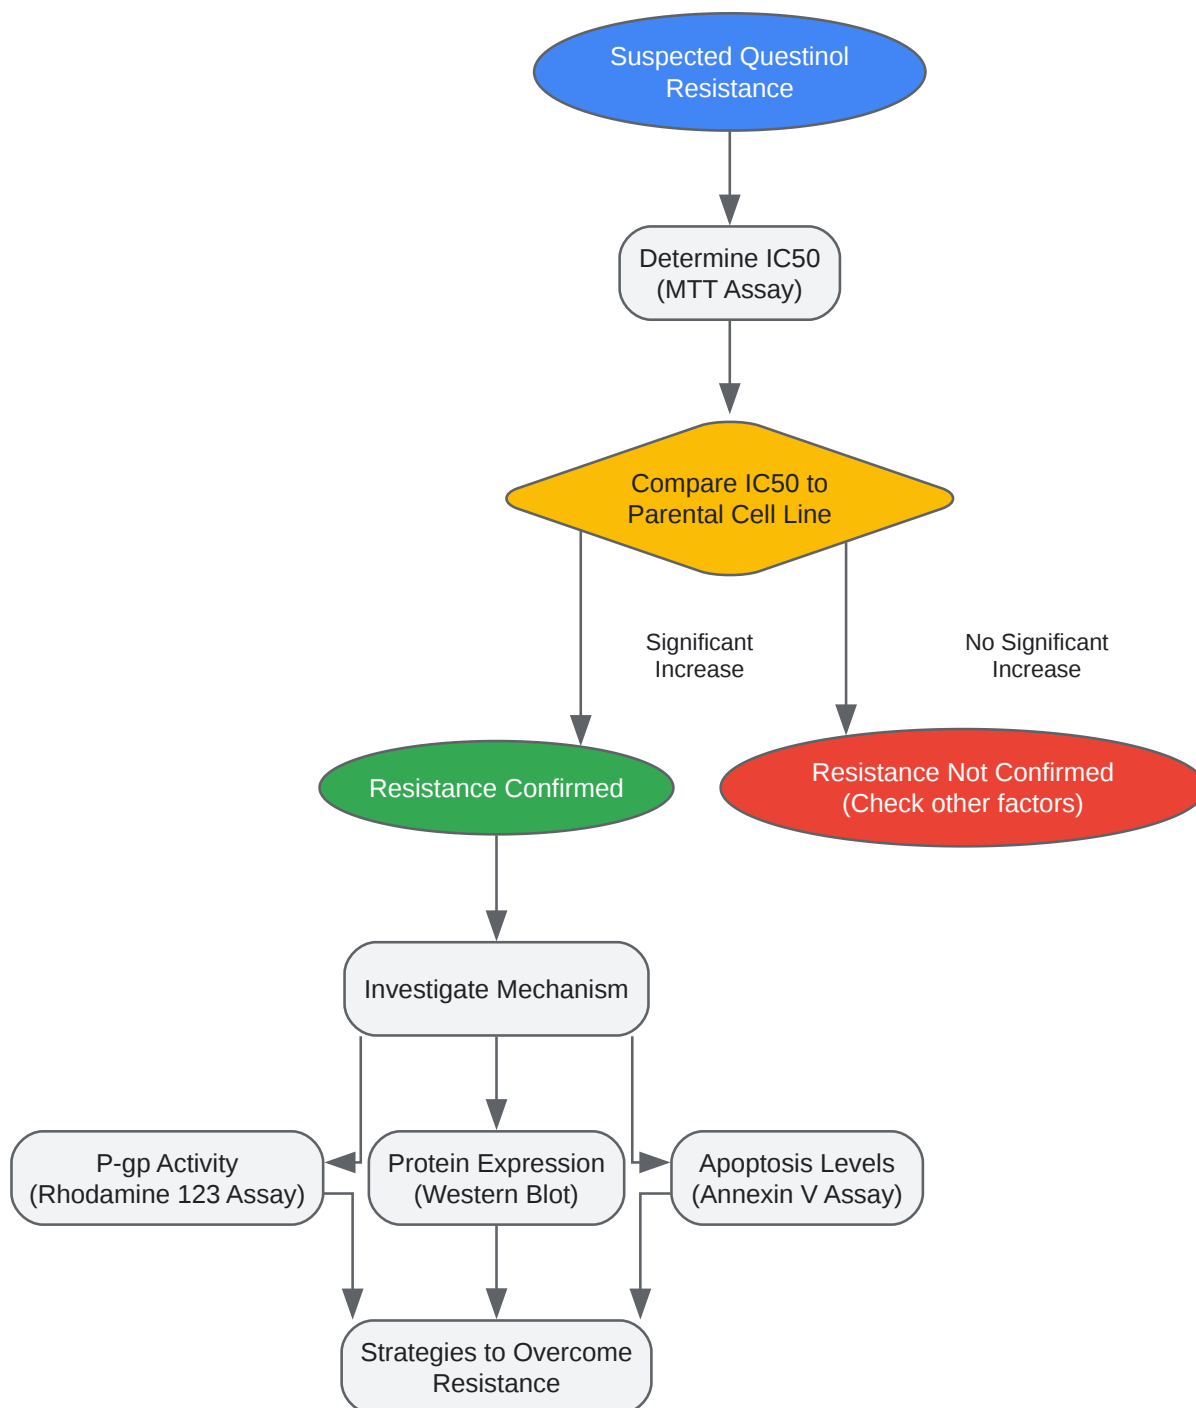 Suspected Questinol
Resistance
Determine IC50
(MTT Assay)
Compare IC50 to
Parental Cell Line
Significant
Increase
No Significant
Increase
Resistance Confirmed
Resistance Not Confirmed
(Check other factors)
Investigate Mechanism
P-gp Activity
(Rhodamine 123 Assay)
Protein Expression
(Western Blot)
Apoptosis Levels
(Annexin V Assay)
Strategies to Overcome
Resistance